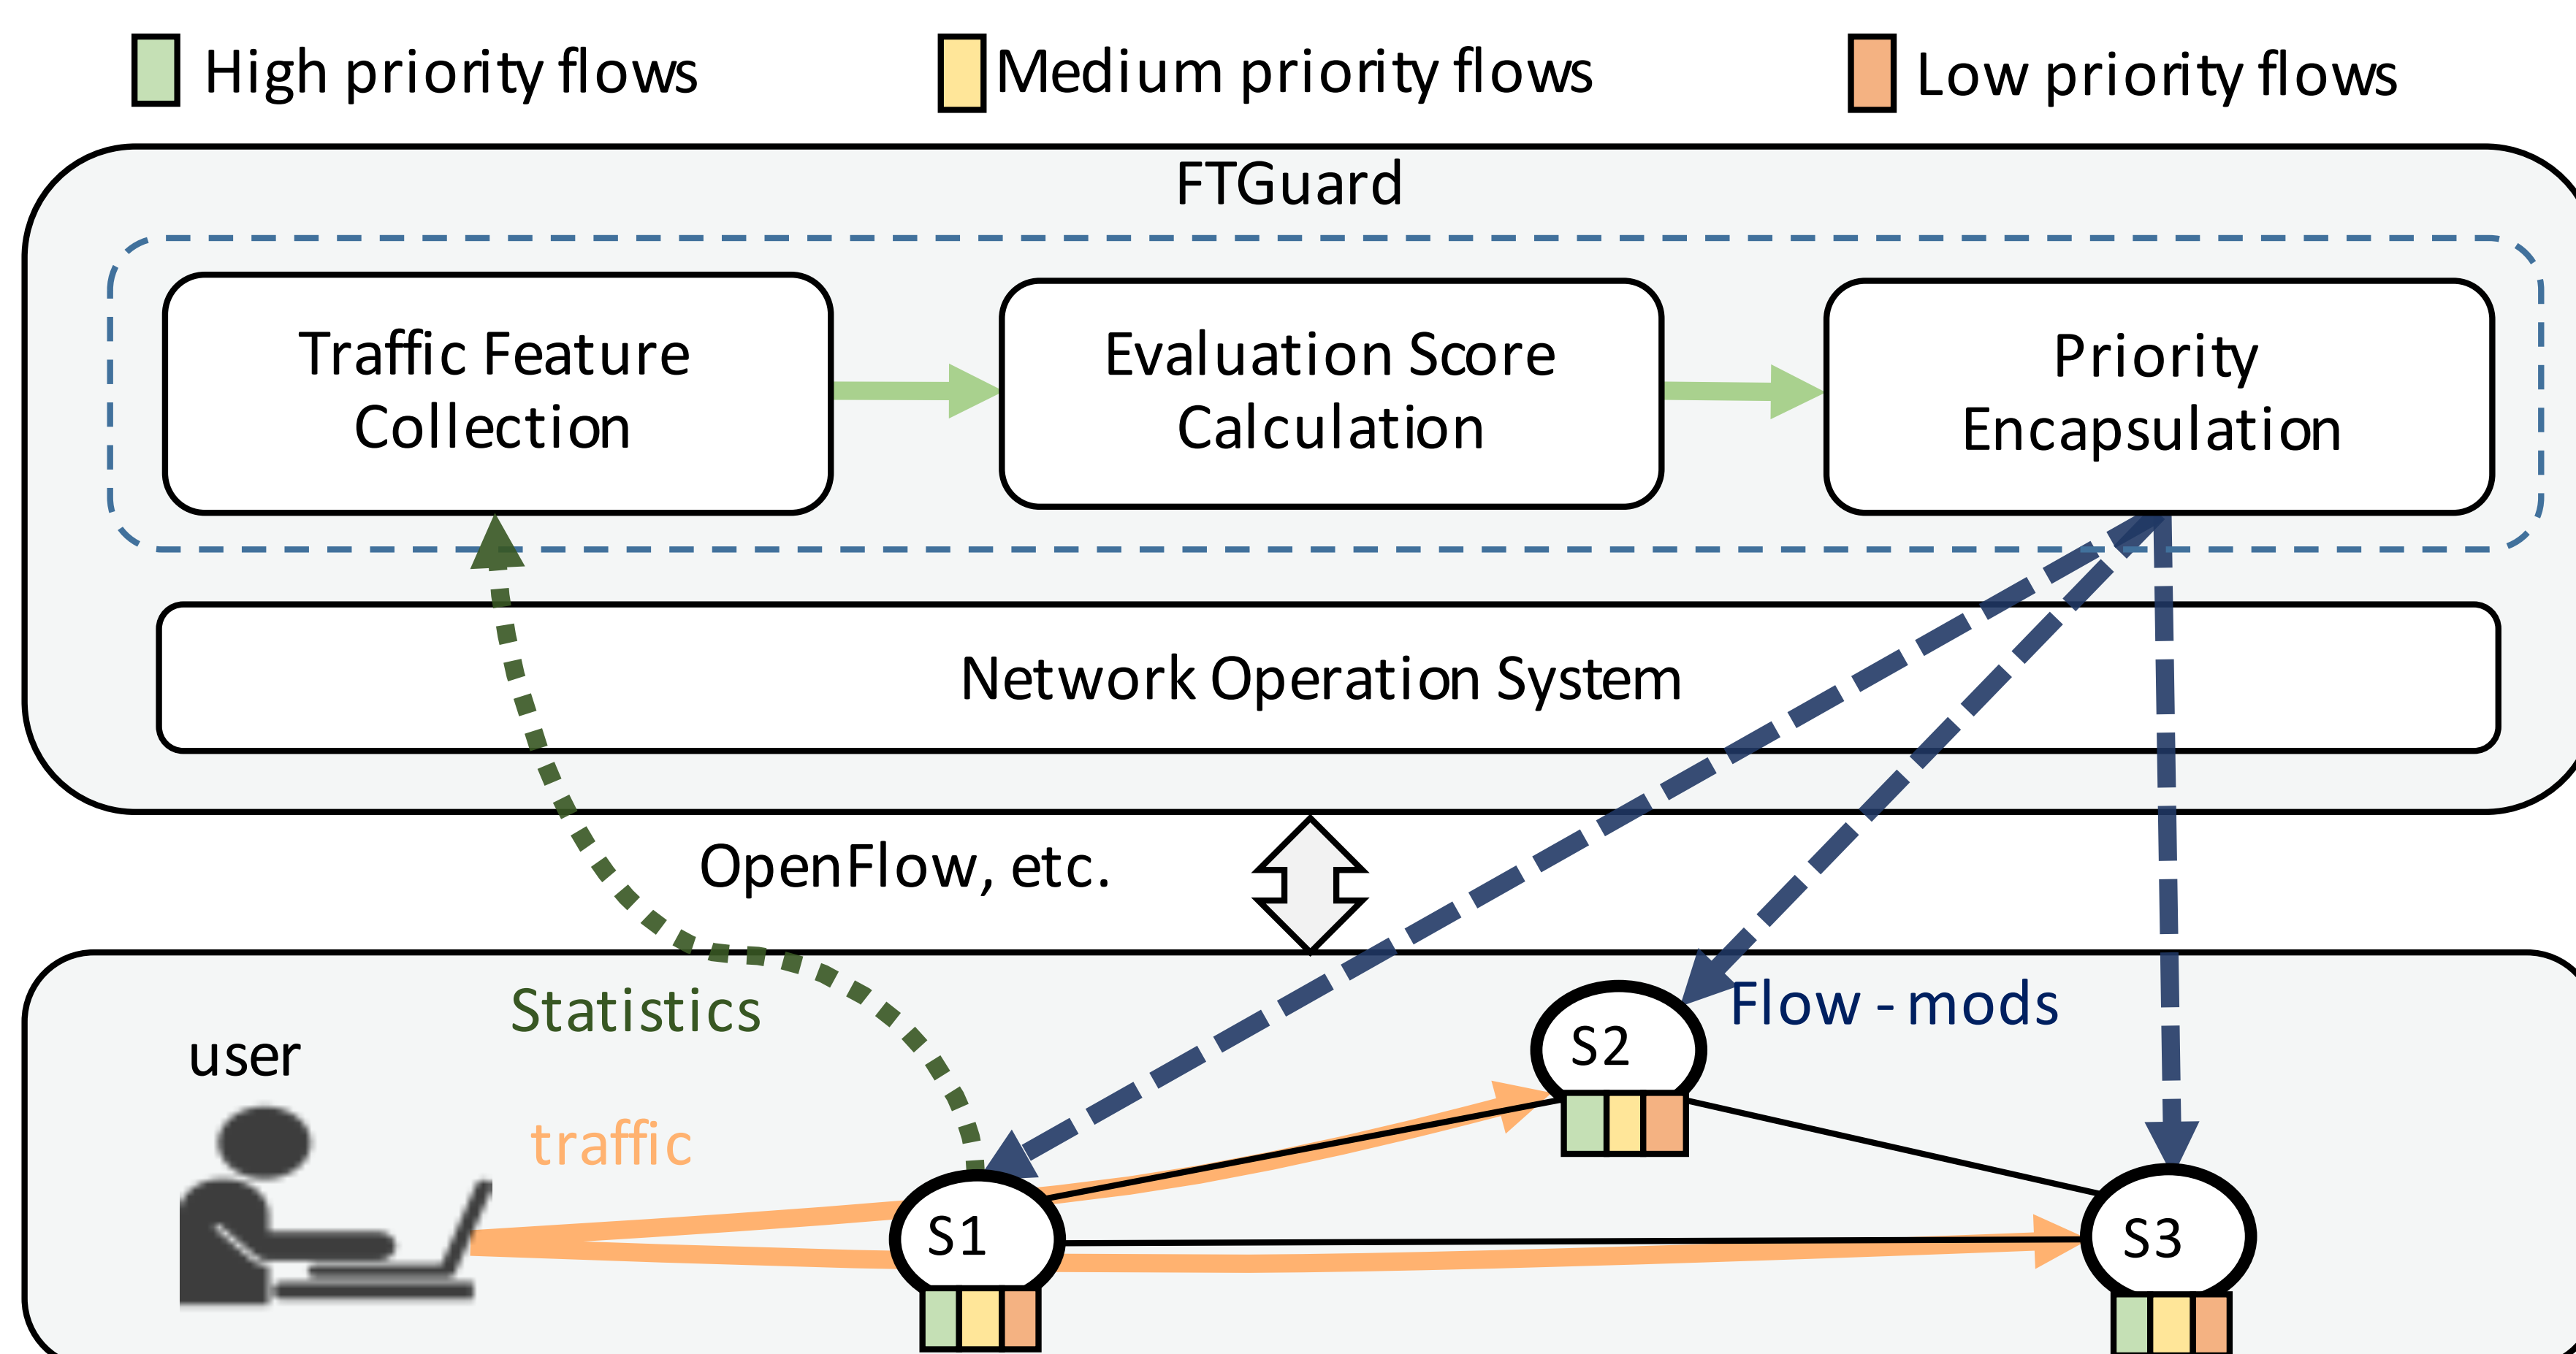 High priority flows
Medium priority flows
Low priority flows
FTGuard
Traffic Feature
Collection
Evaluation Score
Calculation
Priority
Encapsulation
Network Operation System
OpenFlow, etc.
Statistics
Flow - mods
user
traffic
S2
S1
S3